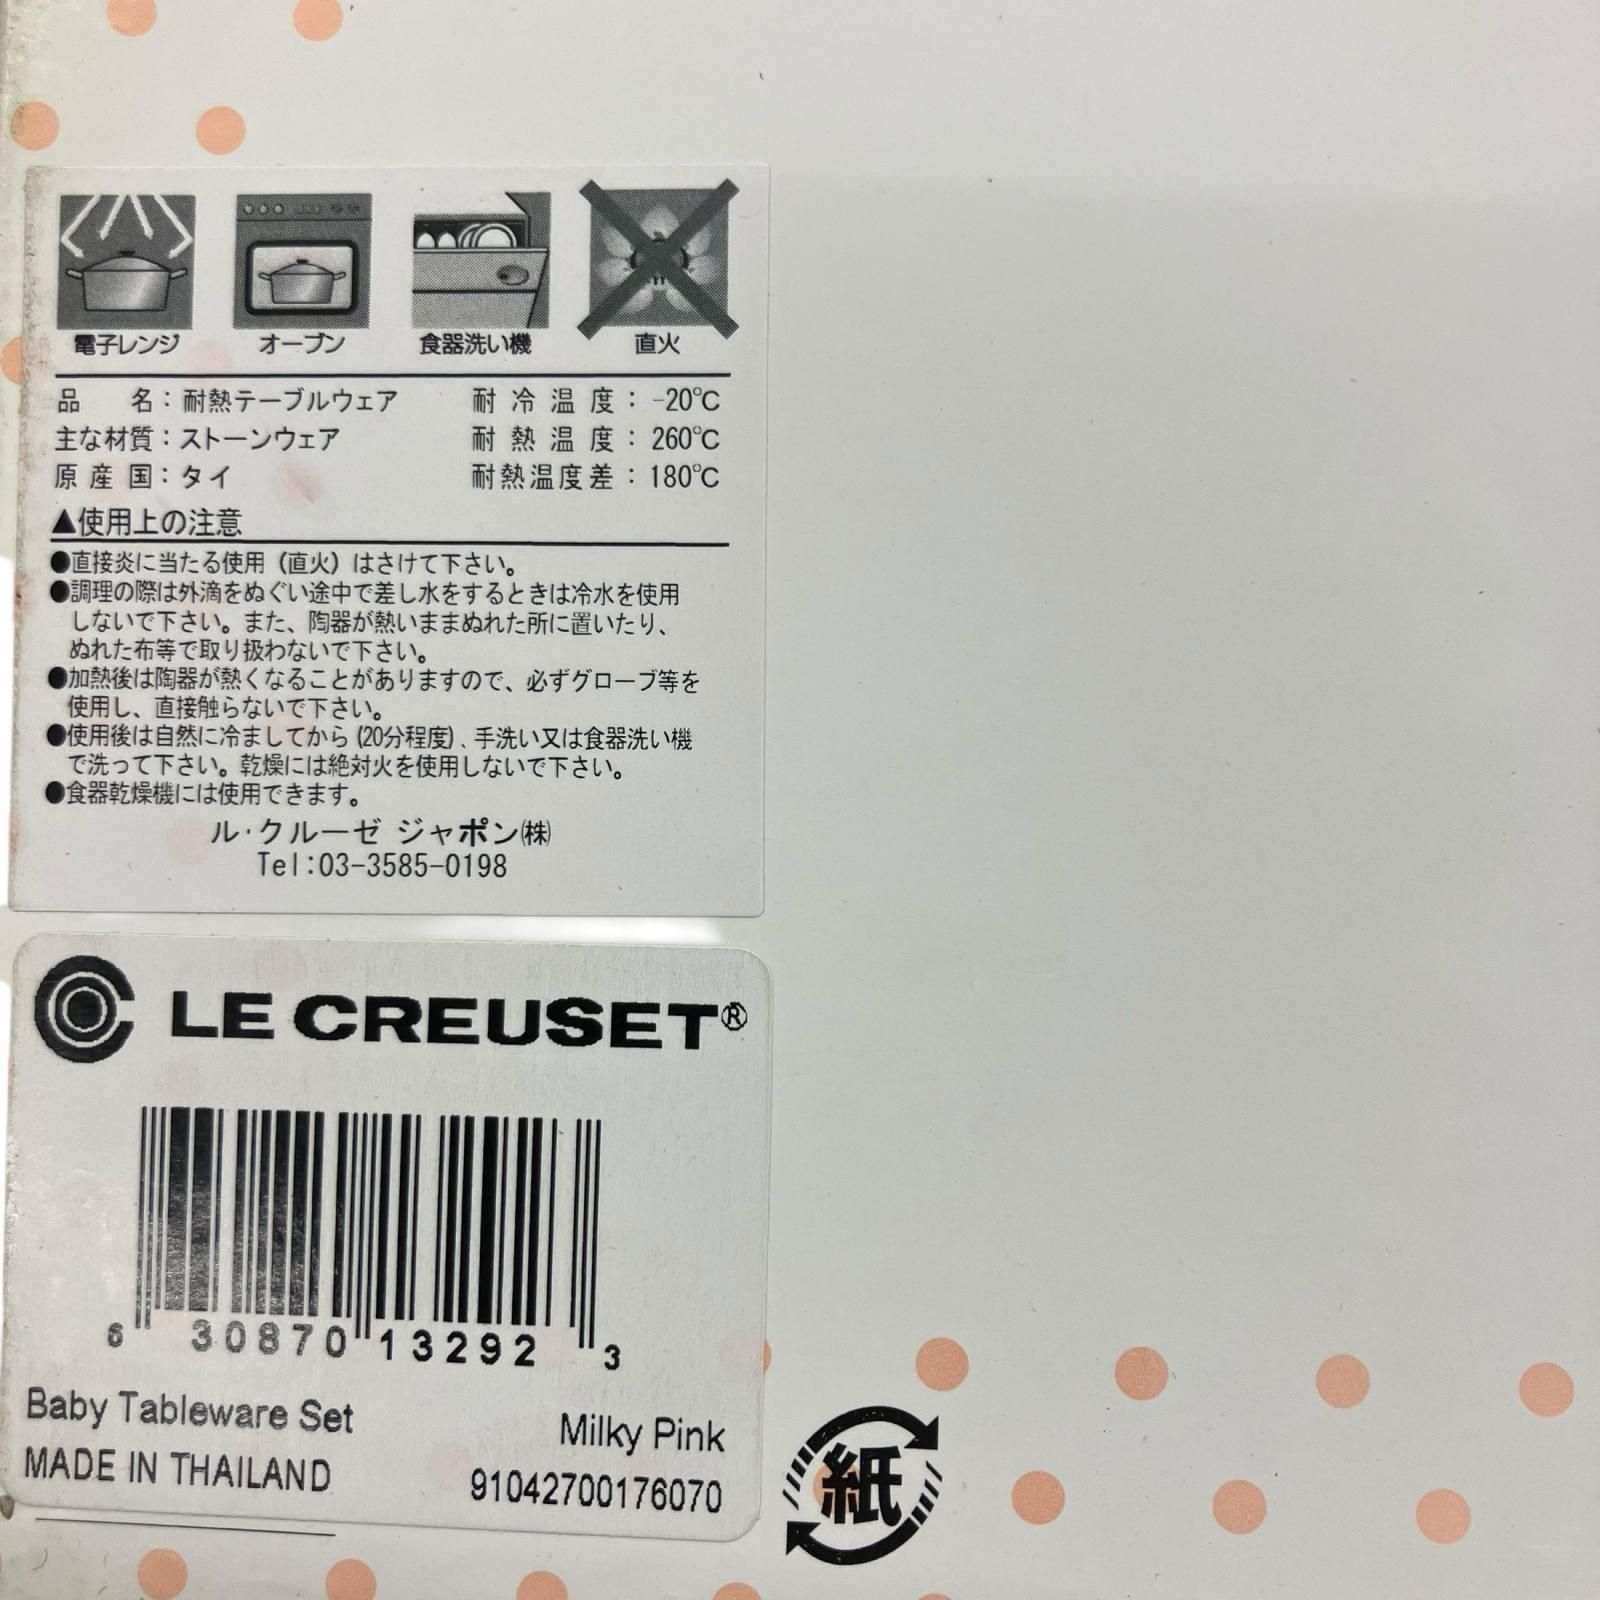 電子レンジ オーブン 食器洗い機 直火
品 名：耐熱テーブルウェア 耐冷温度：-20℃
主な材質：ストーンウェア 耐熱温度：260℃
原産国：タイ 耐熱温度差：180℃
▲使用上の注意
●直接炎に当たる使用（直火）はさけて下さい。
●調理の際は外滴をぬぐい途中で差し水をするときは冷水を使用
しないで下さい。また、陶器が熱いままぬれた所に置いたり、
ぬれた布等で取り扱わないで下さい。
●加熱後は陶器が熱くなることがありますので、必ずグローブ等を
使用し、直接触らないで下さい。
●使用後は自然に冷ましてから(20分程度)、手洗い又は食器洗い機
で洗って下さい。乾燥には絶対火を使用しないで下さい。
●食器乾燥機には使用できます。
ル・クルーゼ ジャポン㈱
Tel:03-3585-0198
LE CREUSET®
6 30870 13292 3
Baby Tableware Set
Milky Pink
MADE IN THAILAND
91042700176070
紙